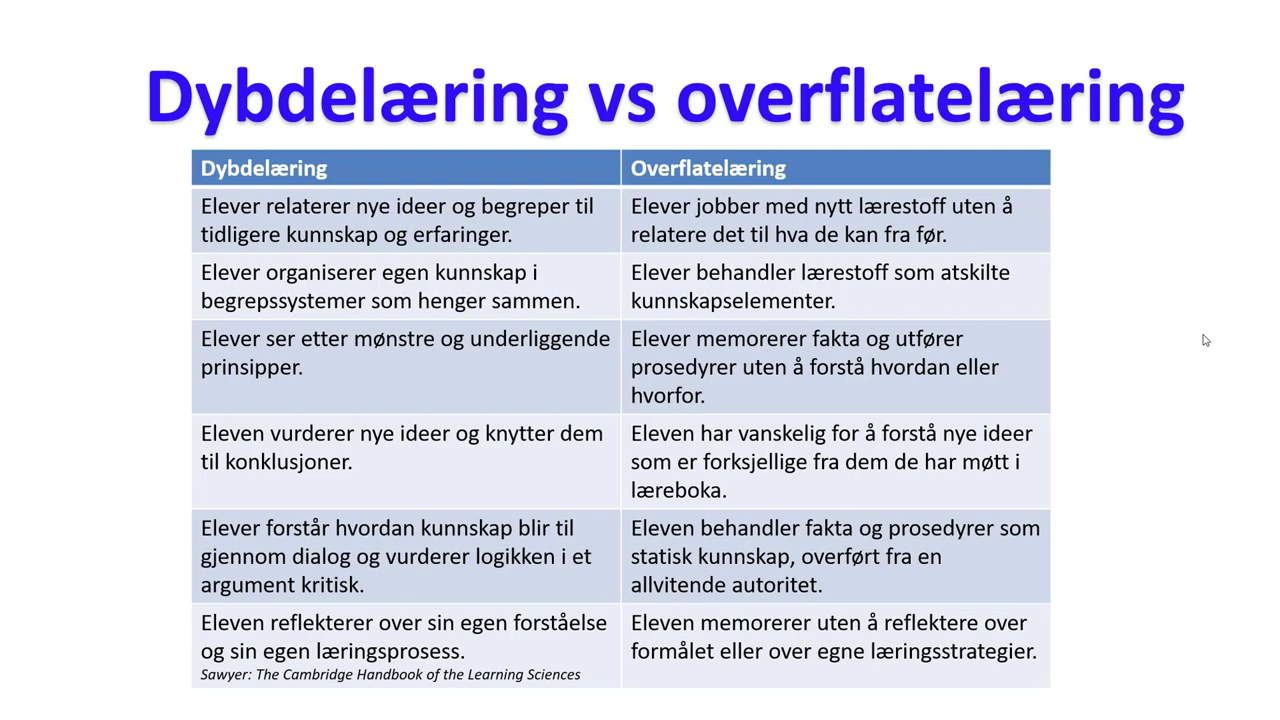 Dybdelæring vs overflatelæring
Dybdelæring
Overflatelæring
Elever relaterer nye ideer og begreper til
tidligere kunnskap og erfaringer.
Elever jobber med nytt lærestoff uten å
relatere det til hva de kan fra før.
Elever organiserer egen kunnskap i
begrepssystemer som henger sammen.
Elever behandler lærestoff som atskilte
kunnskapselementer.
Elever ser etter mønstre og underliggende
prinsipper.
Elever memorerer fakta og utfører
prosedyrer uten å forstå hvordan eller
hvorfor.
Eleven vurderer nye ideer og knytter dem
til konklusjoner.
Eleven har vanskelig for å forstå nye ideer
som er forksjellige fra dem de har møtt i
læreboka.
Elever forstår hvordan kunnskap blir til
gjennom dialog og vurderer logikken i et
argument kritisk.
Eleven behandler fakta og prosedyrer som
statisk kunnskap, overført fra en
allvitende autoritet.
Eleven reflekterer over sin egen forståelse
og sin egen læringsprosess.
Sawyer: The Cambridge Handbook of the Learning Sciences
Eleven memorerer uten å reflektere over
formålet eller over egne læringsstrategier.